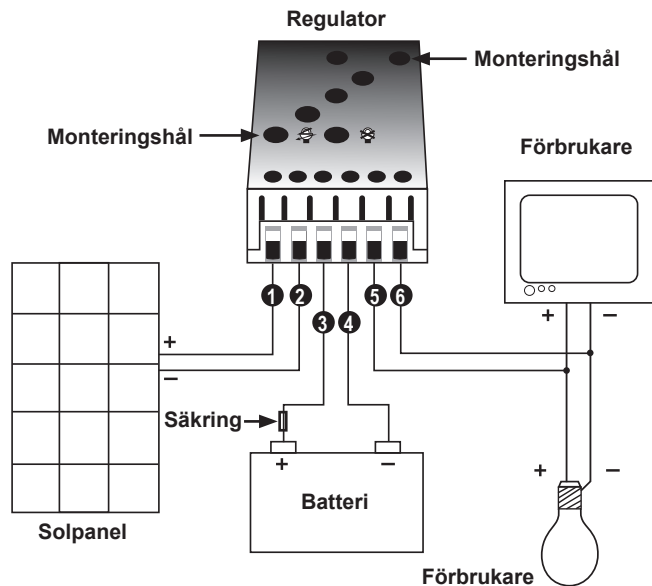 Regulator
Monteringshål
Monteringshål
Förbrukare
1 2 5 6
3 4
+ −
+
−
Säkring
+ −
Batteri
+ −
Solpanel
Förbrukare